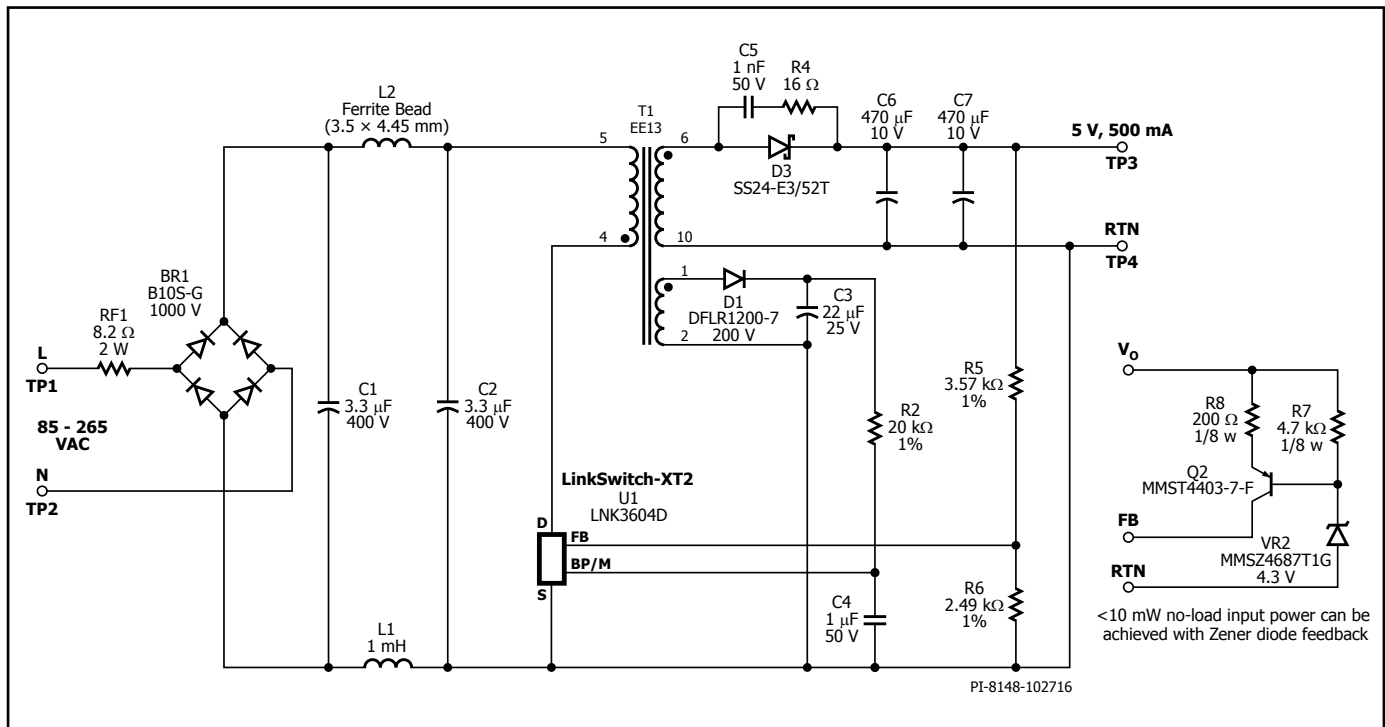 C5
1 nF
50 V
R4
16 Ω
L2
Ferrite Bead
(3.5 × 4.45 mm)
T1
EE13
C6
470 µF
10 V
C7
470 µF
10 V
5
6
5 V, 500 mA
TP3
D3
SS24-E3/52T
4
10
RTN
TP4
BR1
B10S-G
1000 V
RF1
8.2 Ω
2 W
1
D1
DFLR1200-7
200 V
2
C3
22 µF
25 V
L
TP1
85 - 265
VAC
N
TP2
C1
3.3 µF
400 V
C2
3.3 µF
400 V
R2
20 kΩ
1%
R5
3.57 kΩ
1%
VO
R8
200 Ω
1/8 w
R7
4.7 kΩ
1/8 w
Q2
MMST4403-7-F
LinkSwitch-XT2
U1
LNK3604D
D
FB
BP/M
S
FB
VR2
MMSZ4687T1G
4.3 V
RTN
L1
1 mH
C4
1 µF
50 V
R6
2.49 kΩ
1%
<10 mW no-load input power can be
achieved with Zener diode feedback
PI-8148-102716